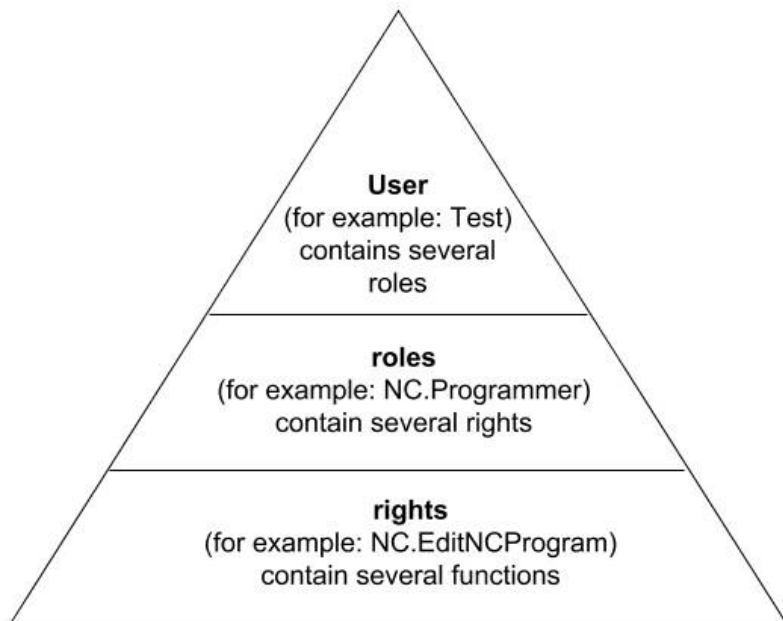 User
(for example: Test)
contains several
roles
roles
(for example: NC.Programmer)
contain several rights
rights
(for example: NC.EditNCProgram)
contain several functions